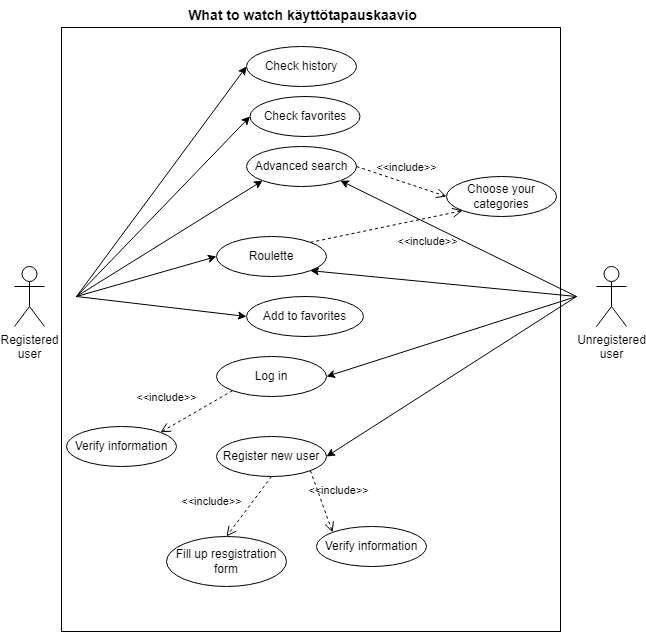 What to watch käyttötapauskaavio
Check history
Check favorites
Advanced search
<<include>>
Choose your
categories
<<include>>
Roulette
Add to favorites
Registered
user
Unregistered
user
Log in
<<include>>
Verify information
Register new user
<<include>>
<<include>>
Fill up resgistration
form
Verify information